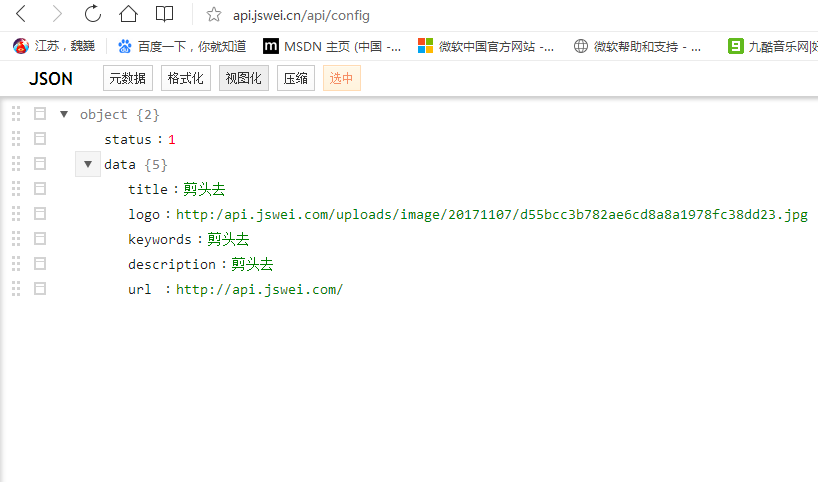 api.jswei.cn/api/config
江苏，魏巍 百度一下，你就知道 MSDN 主页 (中国 -... 微软中国官方网站 -... 微软帮助和支持 - ... 九酷音乐网
JSON 元数据 格式化 视图化 压缩 选中
object {2}
status : 1
data {5}
title : 剪头去
logo : http:/api.jswei.com/uploads/image/20171107/d55bcc3b782ae6cd8a8a1978fc38dd23.jpg
keywords : 剪头去
description : 剪头去
url : http://api.jswei.com/